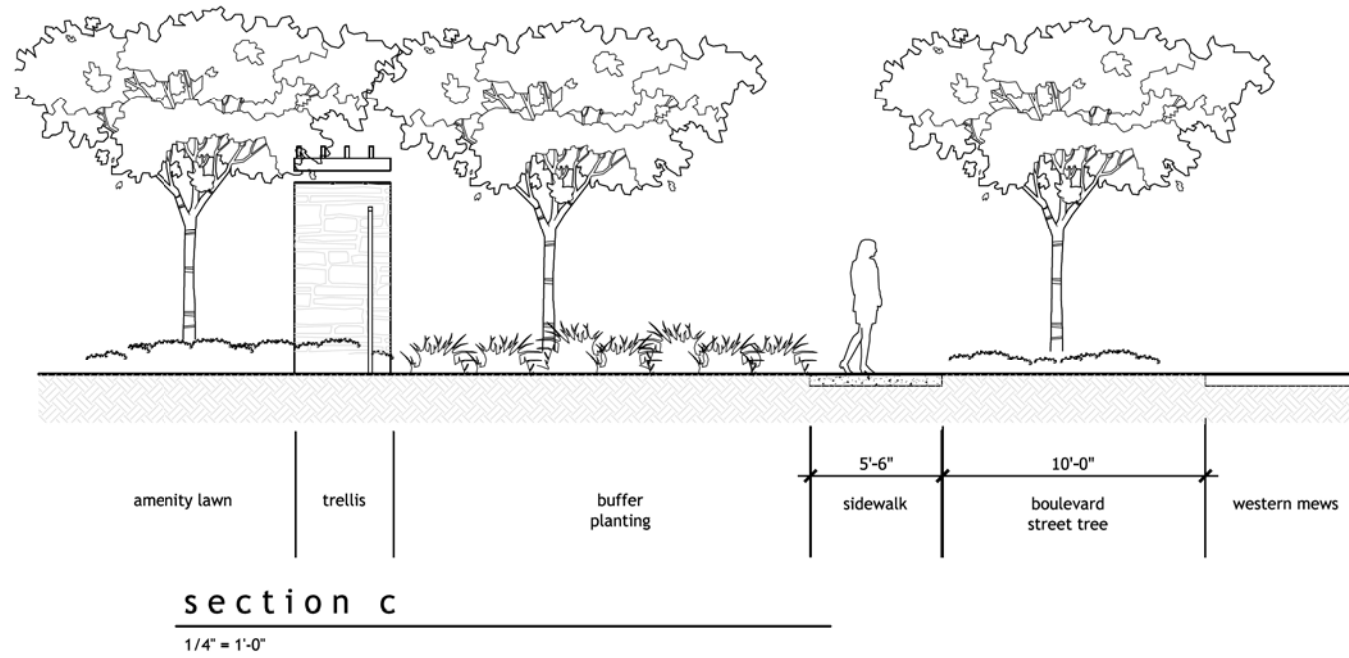 5'-6"
10'-0"
amenity lawn
trellis
buffer
planting
sidewalk
boulevard
street tree
western mews
section c
1/4" = 1'-0"